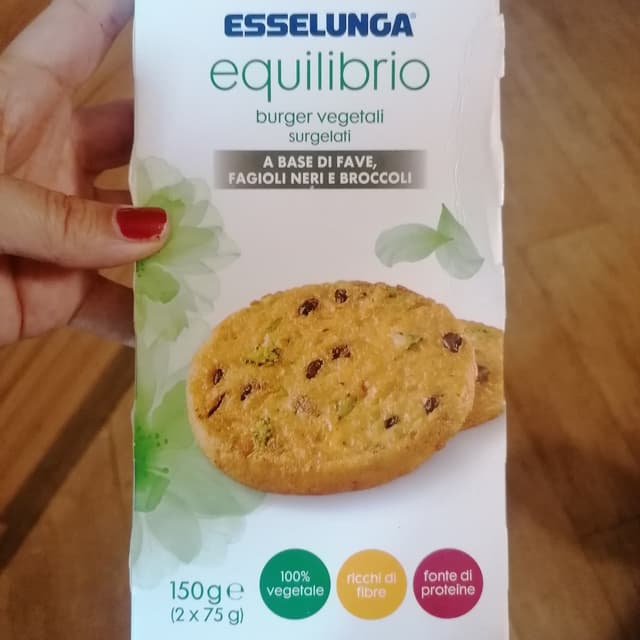 ESSELUNGA
equilibrio
burger vegetali
surgelati
A BASE DI FAVE,
FAGIOLI NERI E BROCCOLI
150g e
(2 x 75 g)
100%
vegetale
ricchi di
fibre
fonte di
proteine